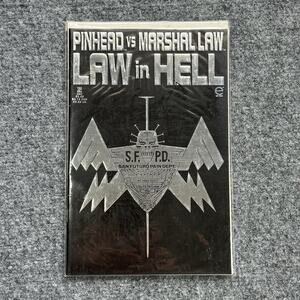 PINHEAD VS MARSHAL LAW
LAW in HELL
S.F. P.D.
SAN FUTURO PAIN DEPT.